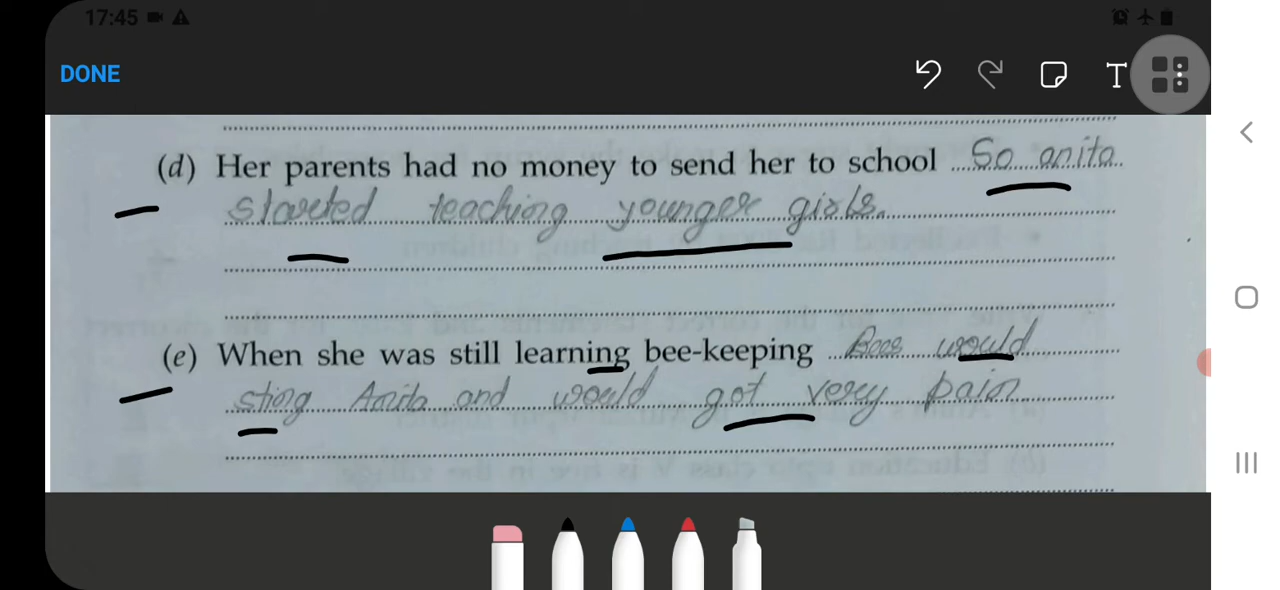 17:45
DONE
T
(d) Her parents had no money to send her to school So anita
started teaching younger girls.
(e) When she was still learning bee-keeping Bees would
sting Anita and would got very pain